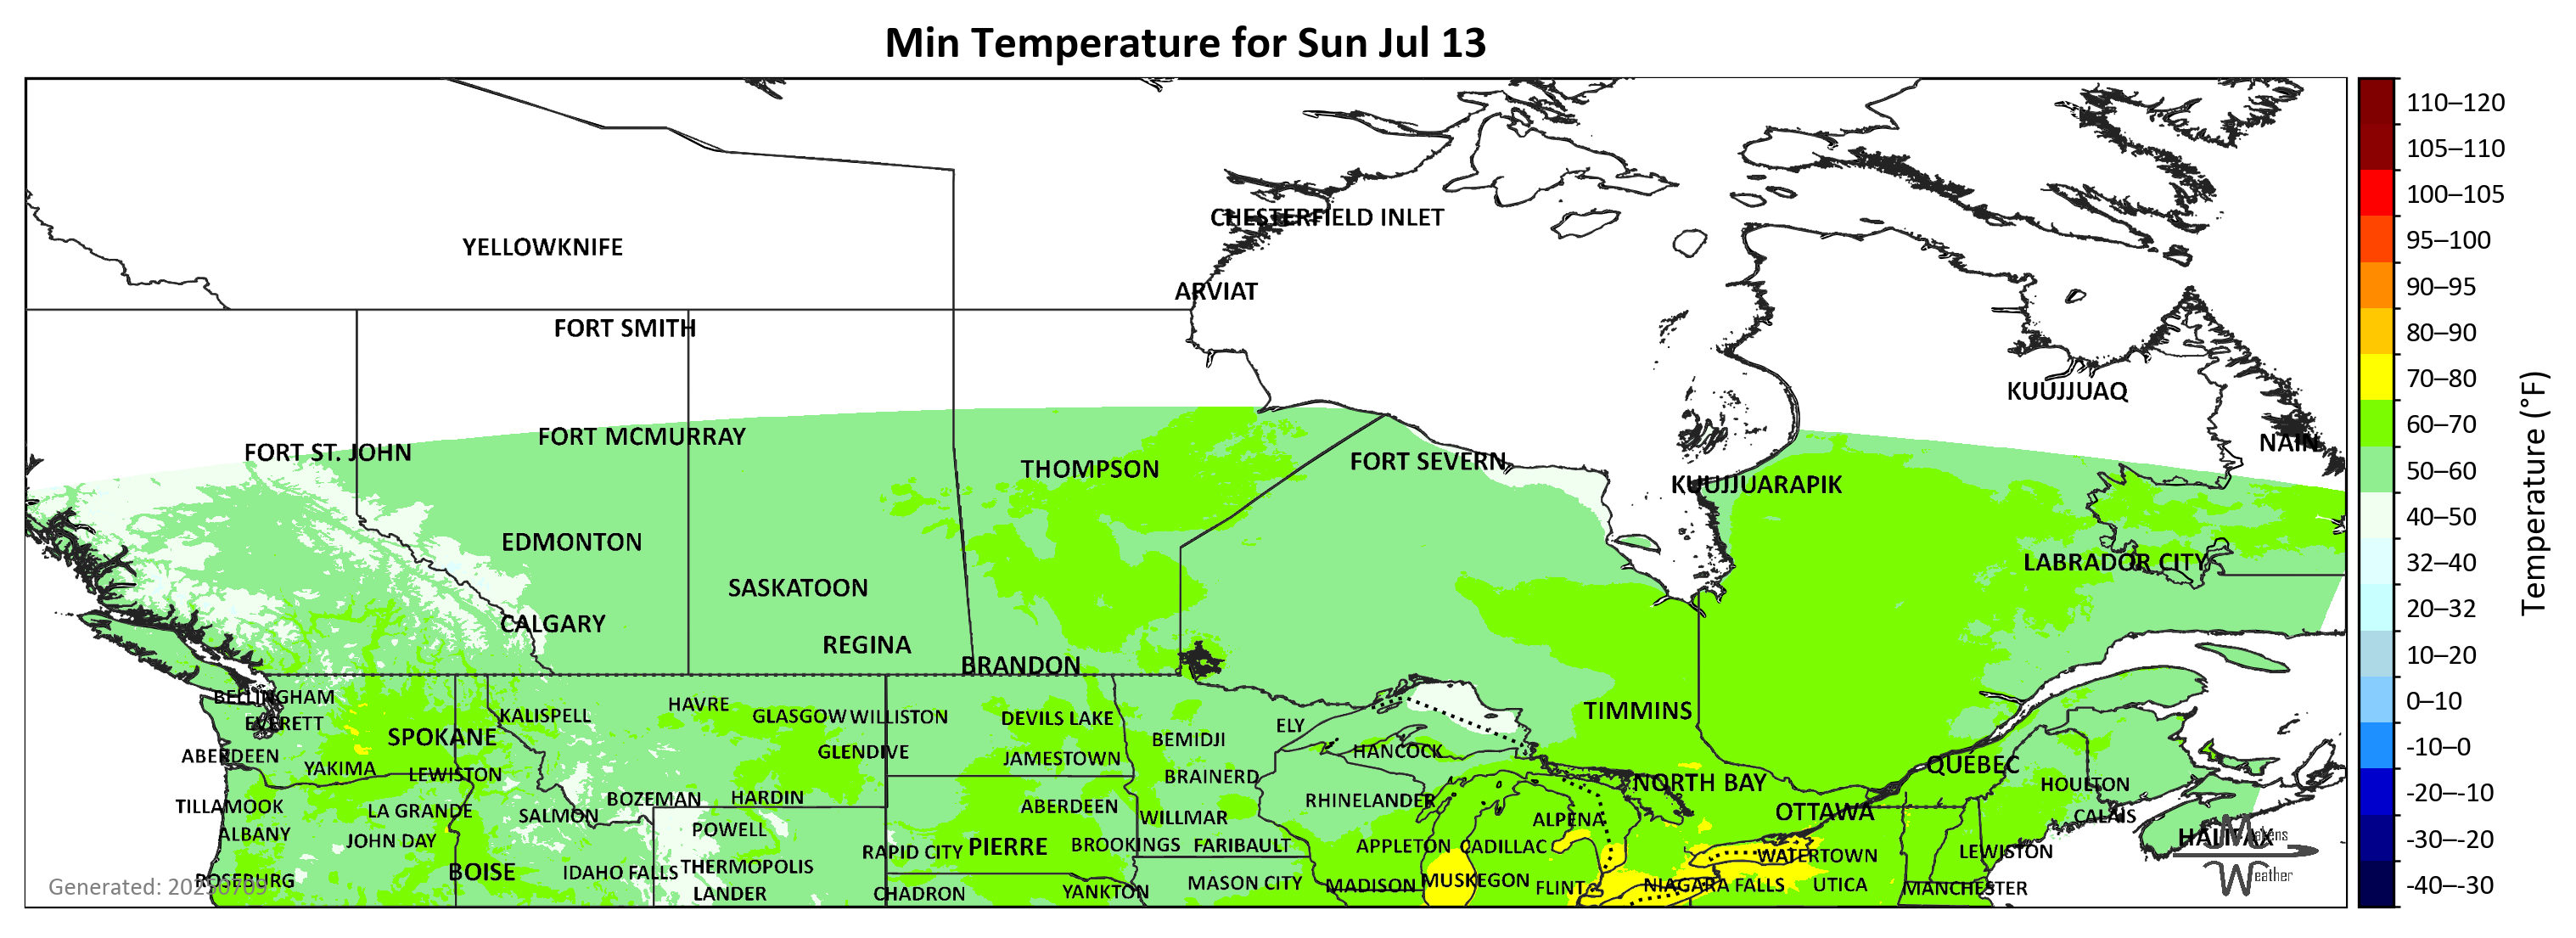 Min Temperature for Sun Jul 13
CHESTERFIELD INLET
YELLOWKNIFE
ARVIAT
FORT SMITH
KUUJJUAQ
FORT MCMURRAY
NAIN
FORT ST. JOHN
FORT SEVERN
THOMPSON
KUUJJUARAPIK
EDMONTON
LABRADOR CITY
SASKATOON
CALGARY
REGINA
BRANDON
BELLINGHAM
HAVRE
TIMMINS
KALISPELL
GLASGOW
WILLISTON
DEVILS LAKE
EVERETT
ELY
SPOKANE
BEMIDJI
ABERDEEN
GLENDIVE
JAMESTOWN
HANCOCK
QUÉBEC
YAKIMA
LEWISTON
BRAINERD
NORTH BAY
HOULTON
TILLAMOOK
LA GRANDE
BOZEMAN
HARDIN
ABERDEEN
RHINELANDER
SALMON
WILLMAR
ALPENA
OTTAWA
CALAIS
ALBANY
JOHN DAY
POWELL
PIERRE
BROOKINGS
FARIBAULT
APPLETON
CADILLAC
HALIFAX
RAPID CITY
WATERTOWN
LEWISTON
BOISE
IDAHO FALLS
THERMOPOLIS
ROSEBURG
MASON CITY
MADISON
MUSKEGON
FLINT
NIAGARA FALLS
UTICA
MANCHESTER
LANDER
CHADRON
YANKTON
Generated: 20250709
Makens
Weather
110–120
105–110
100–105
95–100
90–95
80–90
70–80
60–70
50–60
40–50
32–40
20–32
10–20
0–10
-10–0
-20–-10
-30–-20
-40–-30
Temperature (°F)